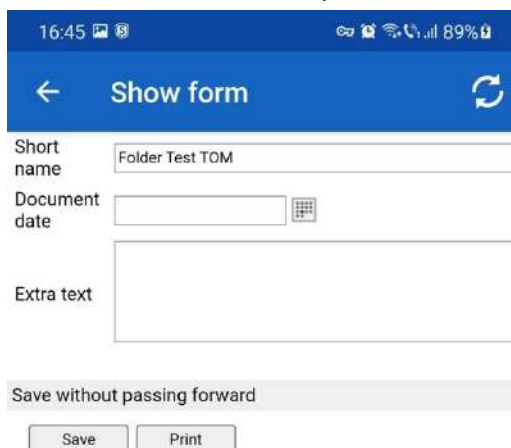 16:45 89%
Show form
Short name
Folder Test TOM
Document date
Extra text
Save without passing forward
Save Print